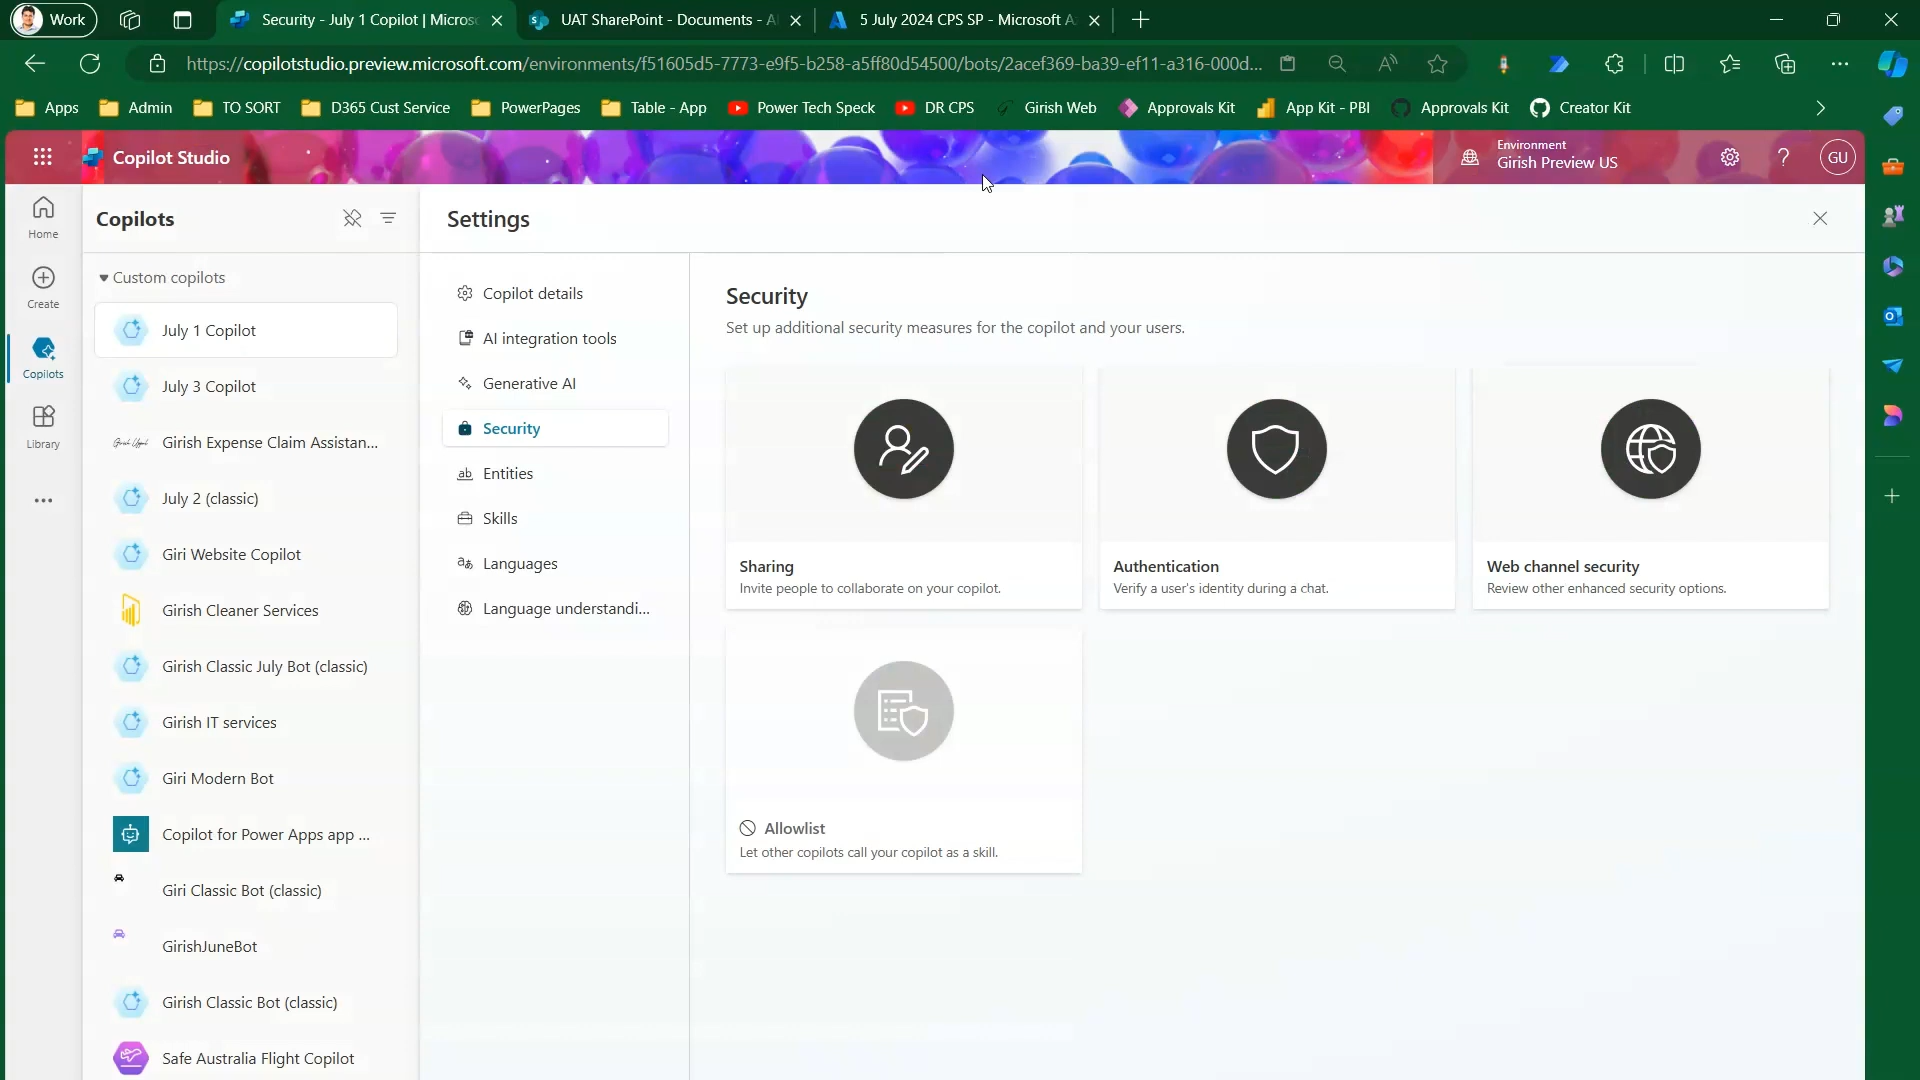 Work
Security - July 1 Copilot | Micros
UAT SharePoint - Documents - A
5 July 2024 CPS SP - Microsoft A
https://copilotstudio.preview.microsoft.com/environments/f51605d5-7773-e9f5-b258-a5ff80d54500/bots/2acef369-ba39-ef11-a316-000d...
Apps
Admin
TO SORT
D365 Cust Service
PowerPages
Table - App
Power Tech Speck
DR CPS
Girish Web
Approvals Kit
App Kit - PBI
Approvals Kit
Creator Kit
Copilot Studio
Environment
Girish Preview US
GU
Home
Create
Copilots
Library
Copilots
Custom copilots
July 1 Copilot
July 3 Copilot
Girish Expense Claim Assistan...
July 2 (classic)
Giri Website Copilot
Girish Cleaner Services
Girish Classic July Bot (classic)
Girish IT services
Giri Modern Bot
Copilot for Power Apps app ...
Giri Classic Bot (classic)
GirishJuneBot
Girish Classic Bot (classic)
Safe Australia Flight Copilot
Settings
Copilot details
AI integration tools
Generative AI
Security
Entities
Skills
Languages
Language understandi...
Security
Set up additional security measures for the copilot and your users.
Sharing
Invite people to collaborate on your copilot.
Authentication
Verify a user's identity during a chat.
Web channel security
Review other enhanced security options.
Allowlist
Let other copilots call your copilot as a skill.